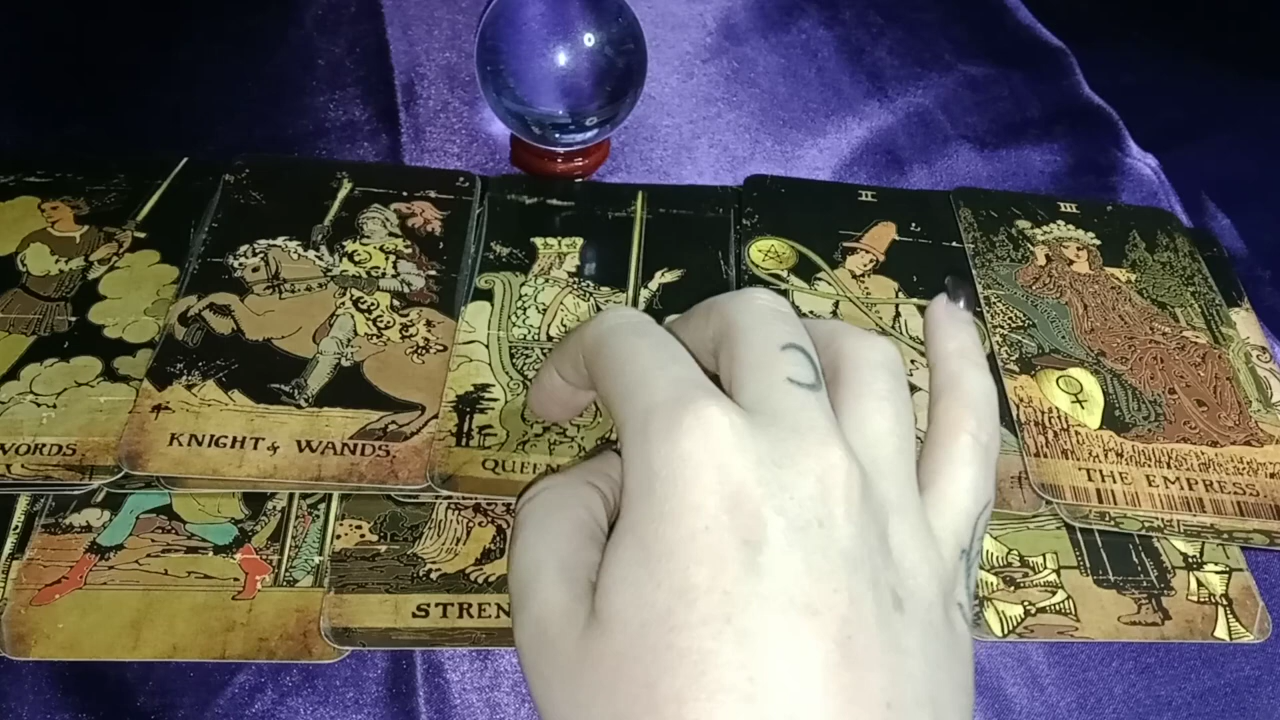 II
III
WORDS.
KNIGHT of WANDS.
QUEEN
THE EMPRESS.
STREN